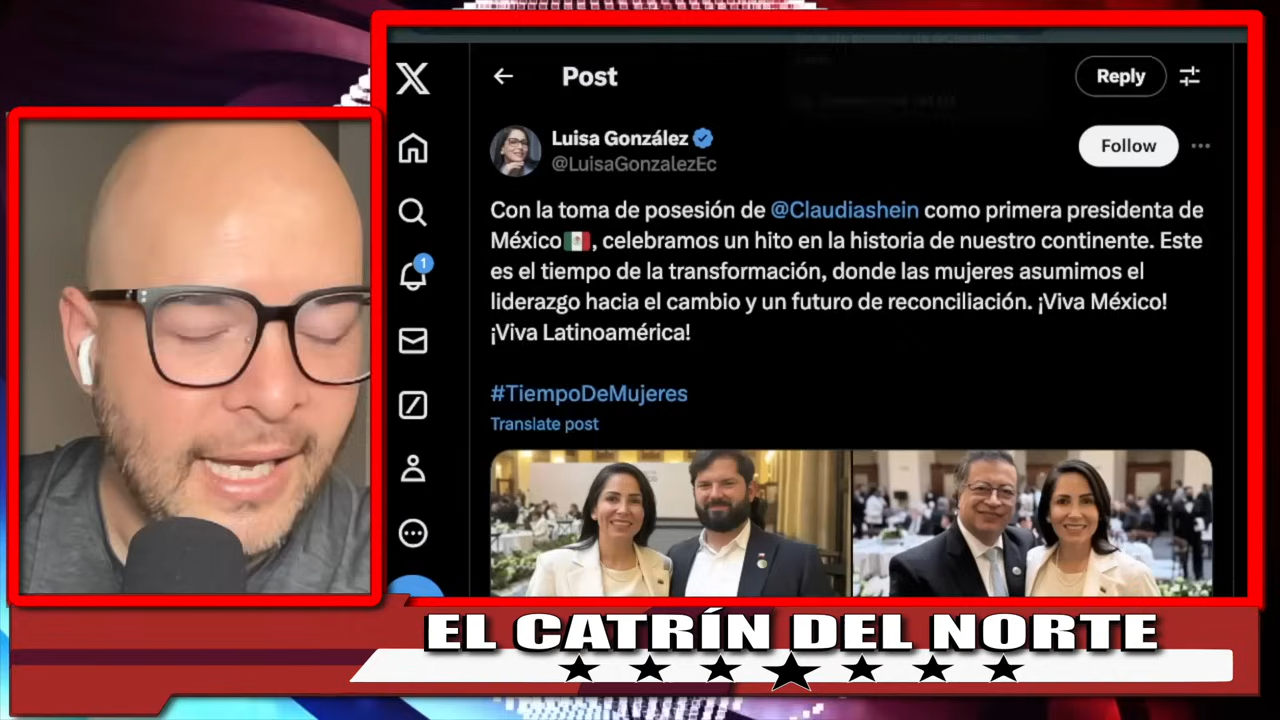 Post
Reply
Luisa González
@LuisaGonzalezEc
Follow
Con la toma de posesión de @Claudiashein como primera presidenta de
México🇲🇽, celebramos un hito en la historia de nuestro continente. Este
es el tiempo de la transformación, donde las mujeres asumimos el
liderazgo hacia el cambio y un futuro de reconciliación. ¡Viva México!
¡Viva Latinoamérica!
#TiempoDeMujeres
Translate post
1
EL CATRÍN DEL NORTE